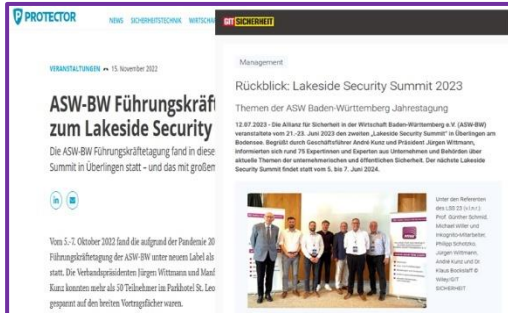 PROTECTOR
NEWS SICHERHEITSTECHNIK WIRTSCHA
VERANSTALTUNGEN 15. November 2022
ASW-BW Führungskräft
zum Lakeside Security
Die ASW-BW Führungskräftetagung fand in diese
Summit in Überlingen statt – und das mit großen
in
Vom 5.-7. Oktober 2022 fand die aufgrund der Pandemie 20
Führungskräftetagung der ASW-BW unter neuem Label als
statt. Die Verbandspräsidenten Jürgen Wittmann und Manf
Kunz konnten mehr als 50 Teilnehmer im Parkhotel St. Leo
gespannt auf den breiten Vortragsfächer waren.
GIT SICHERHEIT
Management
Rückblick: Lakeside Security Summit 2023
Themen der ASW Baden-Württemberg Jahrestagung
12.07.2023 - Die Allianz für Sicherheit in der Wirtschaft Baden-Württemberg e.V. (ASW-BW)
veranstaltete vom 21.-23. Juni 2023 den zweiten „Lakeside Security Summit" in Überlingen am
Bodensee. Begrüßt durch Geschäftsführer André Kunz und Präsident Jürgen Wittmann,
informierten sich rund 75 Expertinnen und Experten aus Unternehmen und Behörden über
aktuelle Themen der unternehmerischen und öffentlichen Sicherheit. Der nächste Lakeside
Security Summit findet statt vom 5. bis 7. Juni 2024.
Unter den Referenten
des LSS 23 (v.l.n.r.):
Prof. Günther Schmid,
Michael Willer und
Inkognito-Mitarbeiter,
Philipp Schotzko,
Jürgen Wittmann,
André Kunz und Dr.
Klaus Bockslaff ©
Wiley/GIT
SICHERHEIT